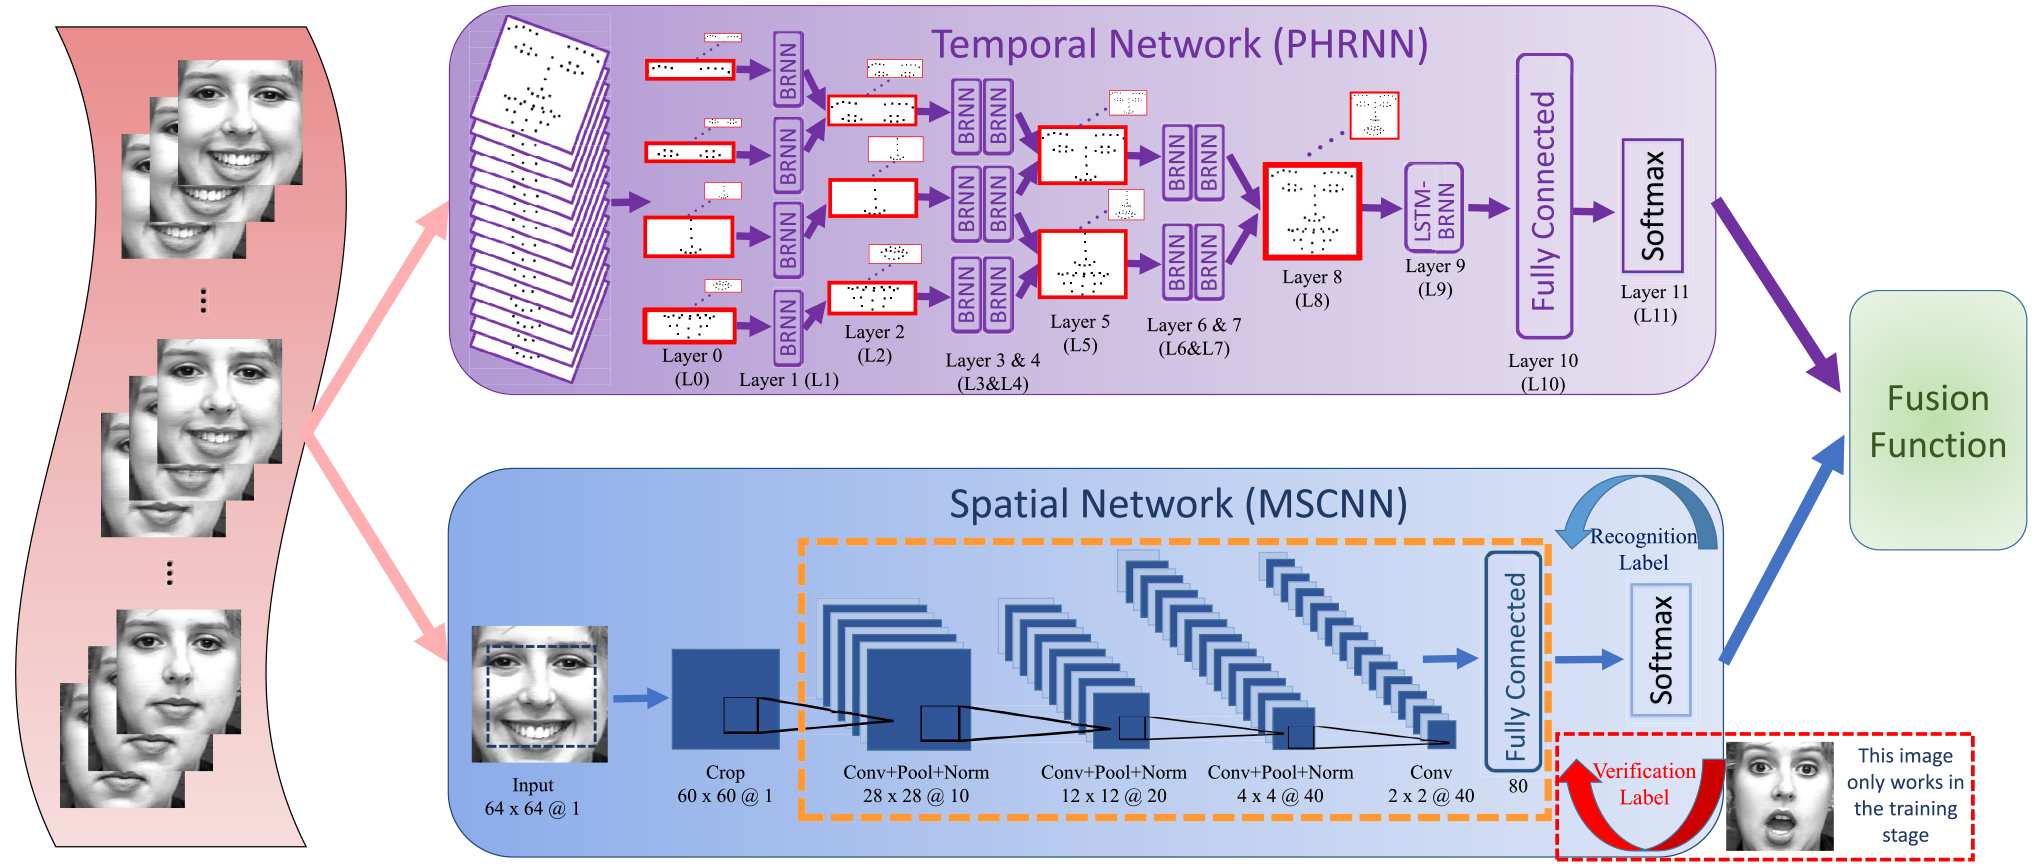 Temporal Network (PHRNN)
BRNN
BRNN
BRNN
BRNN
BRNN
BRNN
BRNN
BRNN
BRNN
BRNN
BRNN
BRNN
BRNN
BRNN
LSTM-
BRNN
Fully Connected
Softmax
Layer 0
(L0)
Layer 1 (L1)
Layer 2
(L2)
Layer 3 & 4
(L3&L4)
Layer 5
(L5)
Layer 6 & 7
(L6&L7)
Layer 8
(L8)
Layer 9
(L9)
Layer 10
(L10)
Layer 11
(L11)
Fusion
Function
Spatial Network (MSCNN)
Recognition
Label
Fully Connected
Softmax
Input
64 x 64 @ 1
Crop
60 x 60 @ 1
Conv+Pool+Norm
28 x 28 @ 10
Conv+Pool+Norm
12 x 12 @ 20
Conv+Pool+Norm
4 x 4 @ 40
Conv
2 x 2 @ 40
80
Verification
Label
This image
only works in
the training
stage